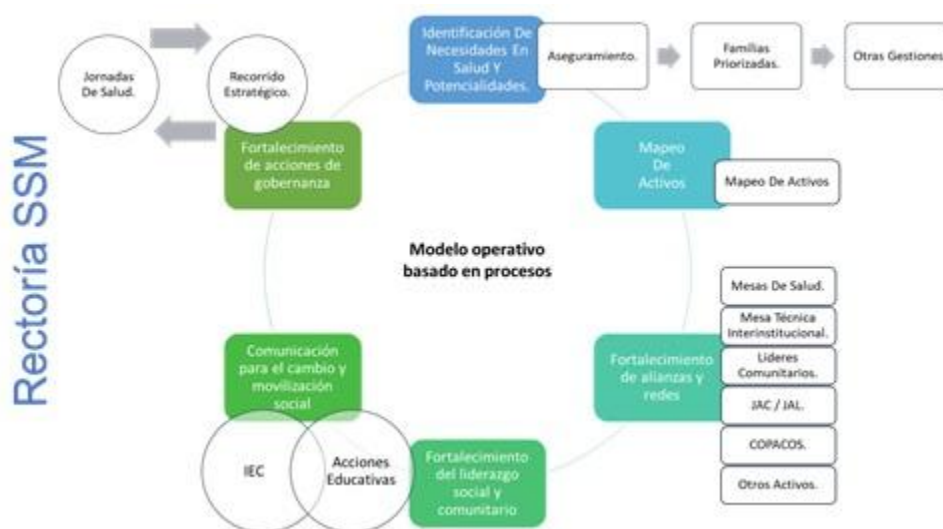 Rectoría SSM
Jornadas
De Salud.
Recorrido
Estratégico.
Identificación De
Necesidades En
Salud Y
Potencialidades.
Aseguramiento.
Familias
Priorizadas.
Otras Gestiones
Fortalecimiento
de acciones de
gobernanza
Mapeo
De
Activos
Mapeo De Activos
Modelo operativo
basado en procesos
Mesas De Salud.
Mesa Técnica
Interinstitucional.
Líderes
Comunitarios.
JAC / JAL.
COPACOS.
Otros Activos.
Fortalecimiento
de alianzas y
redes
Comunicación
para el cambio y
movilización
social
IEC
Acciones
Educativas
Fortalecimiento
del liderazgo
social y
comunitario